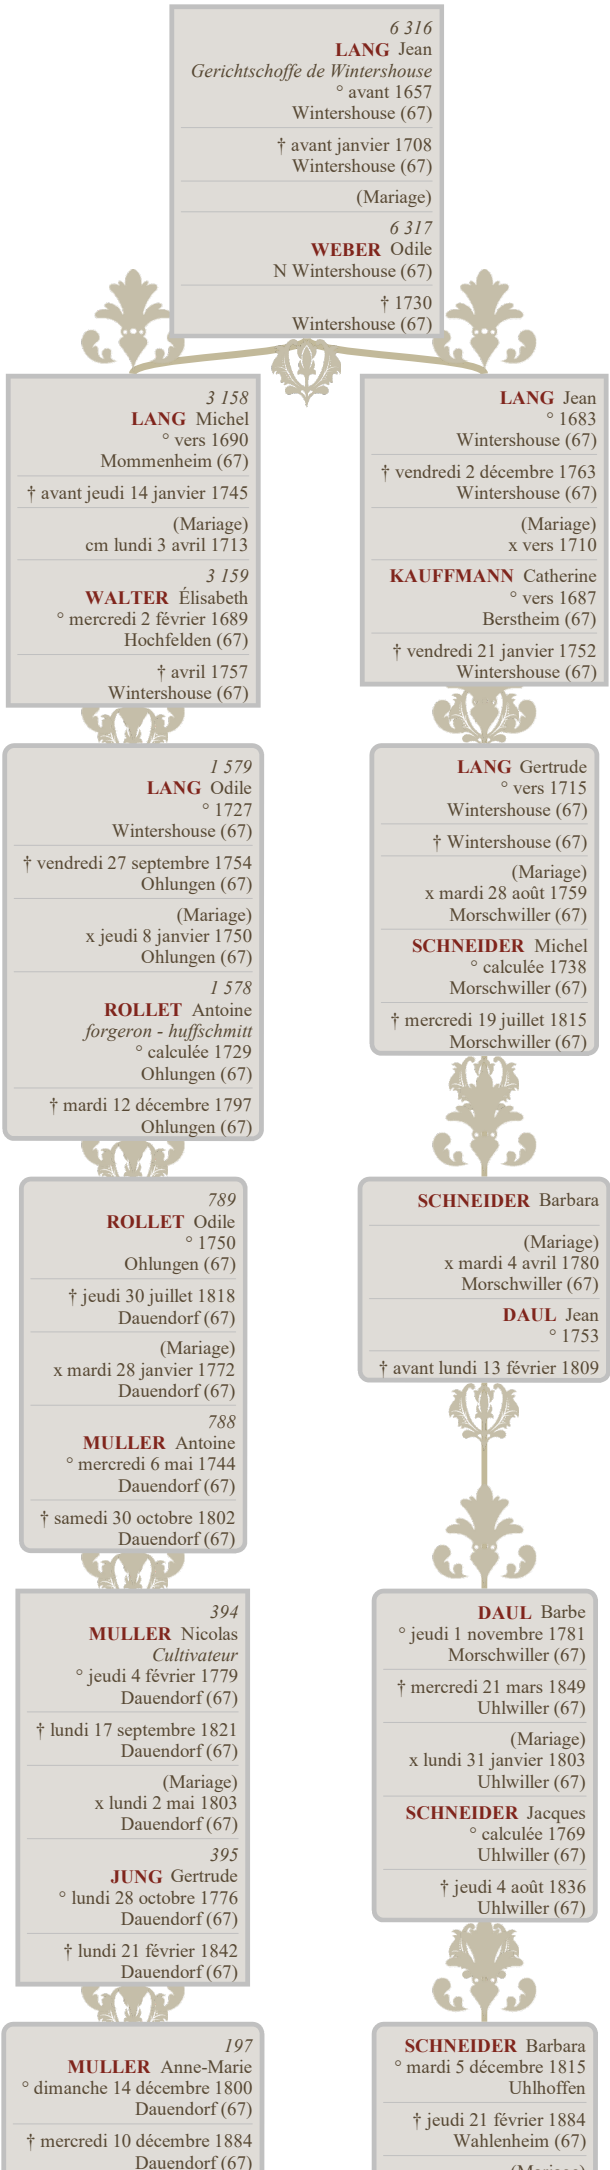 6 316
LANG Jean
Gerichtschoffe de Wintershouse
° avant 1657
Wintershouse (67)
† avant janvier 1708
Wintershouse (67)
(Mariage)
6 317
WEBER Odile
N Wintershouse (67)
† 1730
Wintershouse (67)
3 158
LANG Michel
° vers 1690
Mommenheim (67)
† avant jeudi 14 janvier 1745
(Mariage)
cm lundi 3 avril 1713
3 159
WALTER Élisabeth
° mercredi 2 février 1689
Hochfelden (67)
† avril 1757
Wintershouse (67)
1 579
LANG Odile
° 1727
Wintershouse (67)
† vendredi 27 septembre 1754
Ohlungen (67)
(Mariage)
x jeudi 8 janvier 1750
Ohlungen (67)
1 578
ROLLET Antoine
forgeron - huffschmitt
° calculée 1729
Ohlungen (67)
† mardi 12 décembre 1797
Ohlungen (67)
789
ROLLET Odile
° 1750
Ohlungen (67)
† jeudi 30 juillet 1818
Dauendorf (67)
(Mariage)
x mardi 28 janvier 1772
Dauendorf (67)
788
MULLER Antoine
° mercredi 6 mai 1744
Dauendorf (67)
† samedi 30 octobre 1802
Dauendorf (67)
394
MULLER Nicolas
Cultivateur
° jeudi 4 février 1779
Dauendorf (67)
† lundi 17 septembre 1821
Dauendorf (67)
(Mariage)
x lundi 2 mai 1803
Dauendorf (67)
395
JUNG Gertrude
° lundi 28 octobre 1776
Dauendorf (67)
† lundi 21 février 1842
Dauendorf (67)
197
MULLER Anne-Marie
° dimanche 14 décembre 1800
Dauendorf (67)
† mercredi 10 décembre 1884
Dauendorf (67)
LANG Jean
° 1683
Wintershouse (67)
† vendredi 2 décembre 1763
Wintershouse (67)
(Mariage)
x vers 1710
KAUFFMANN Catherine
° vers 1687
Berstheim (67)
† vendredi 21 janvier 1752
Wintershouse (67)
LANG Gertrude
° vers 1715
Wintershouse (67)
† Wintershouse (67)
(Mariage)
x mardi 28 août 1759
Morschwiller (67)
SCHNEIDER Michel
° calculée 1738
Morschwiller (67)
† mercredi 19 juillet 1815
Morschwiller (67)
SCHNEIDER Barbara
(Mariage)
x mardi 4 avril 1780
Morschwiller (67)
DAUL Jean
° 1753
† avant lundi 13 février 1809
DAUL Barbe
° jeudi 1 novembre 1781
Morschwiller (67)
† mercredi 21 mars 1849
Uhlwiller (67)
(Mariage)
x lundi 31 janvier 1803
Uhlwiller (67)
SCHNEIDER Jacques
° calculée 1769
Uhlwiller (67)
† jeudi 4 août 1836
Uhlwiller (67)
SCHNEIDER Barbara
° mardi 5 décembre 1815
Uhlhoffen
† jeudi 21 février 1884
Wahlenheim (67)
(Mariage)